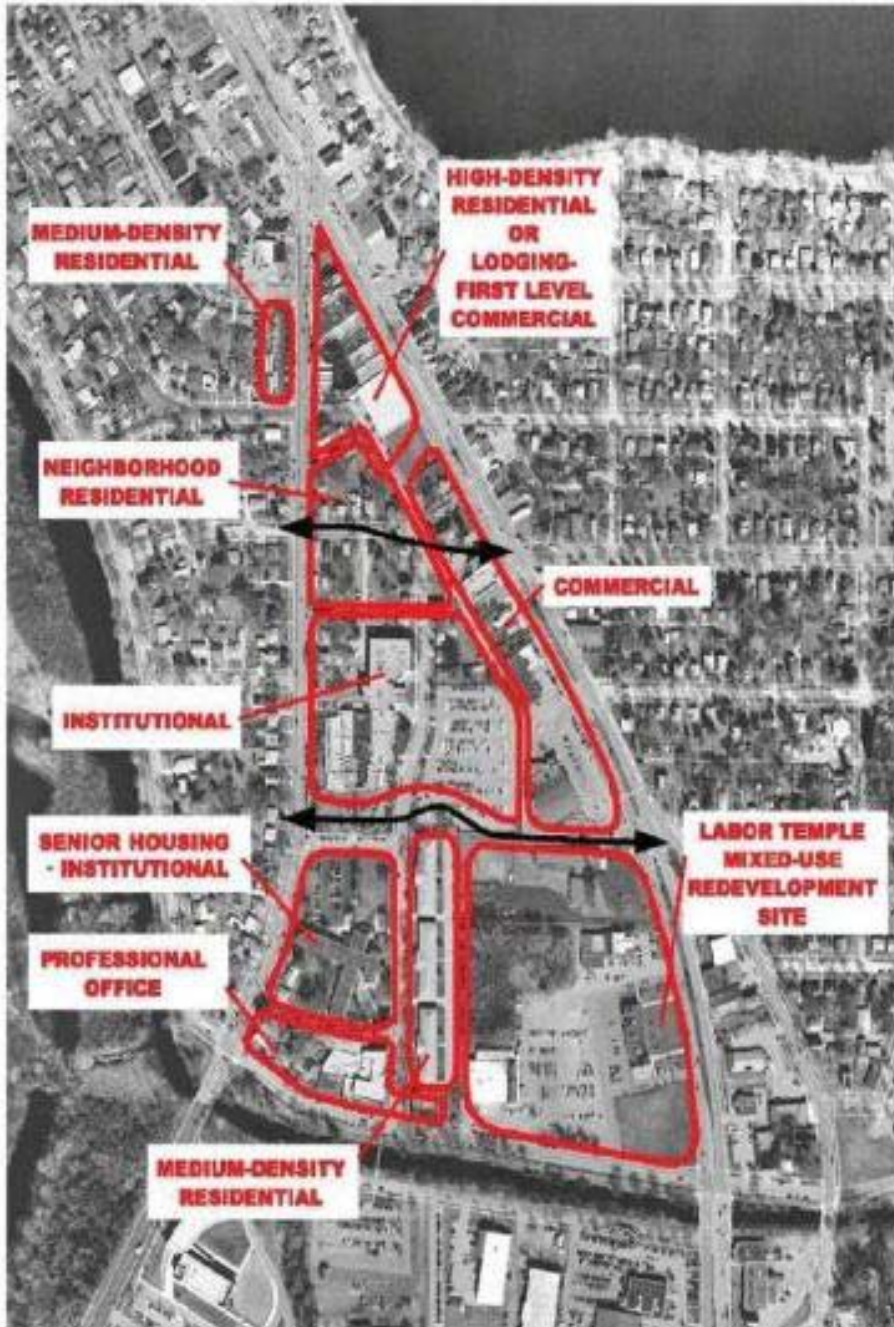 HIGH-DENSITY
RESIDENTIAL
OR
LODGING-
FIRST LEVEL
COMMERCIAL
MEDIUM-DENSITY
RESIDENTIAL
NEIGHBORHOOD
RESIDENTIAL
COMMERCIAL
INSTITUTIONAL
SENIOR HOUSING
- INSTITUTIONAL
LABOR TEMPLE
MIXED-USE
REDEVELOPMENT
SITE
PROFESSIONAL
OFFICE
MEDIUM-DENSITY
RESIDENTIAL